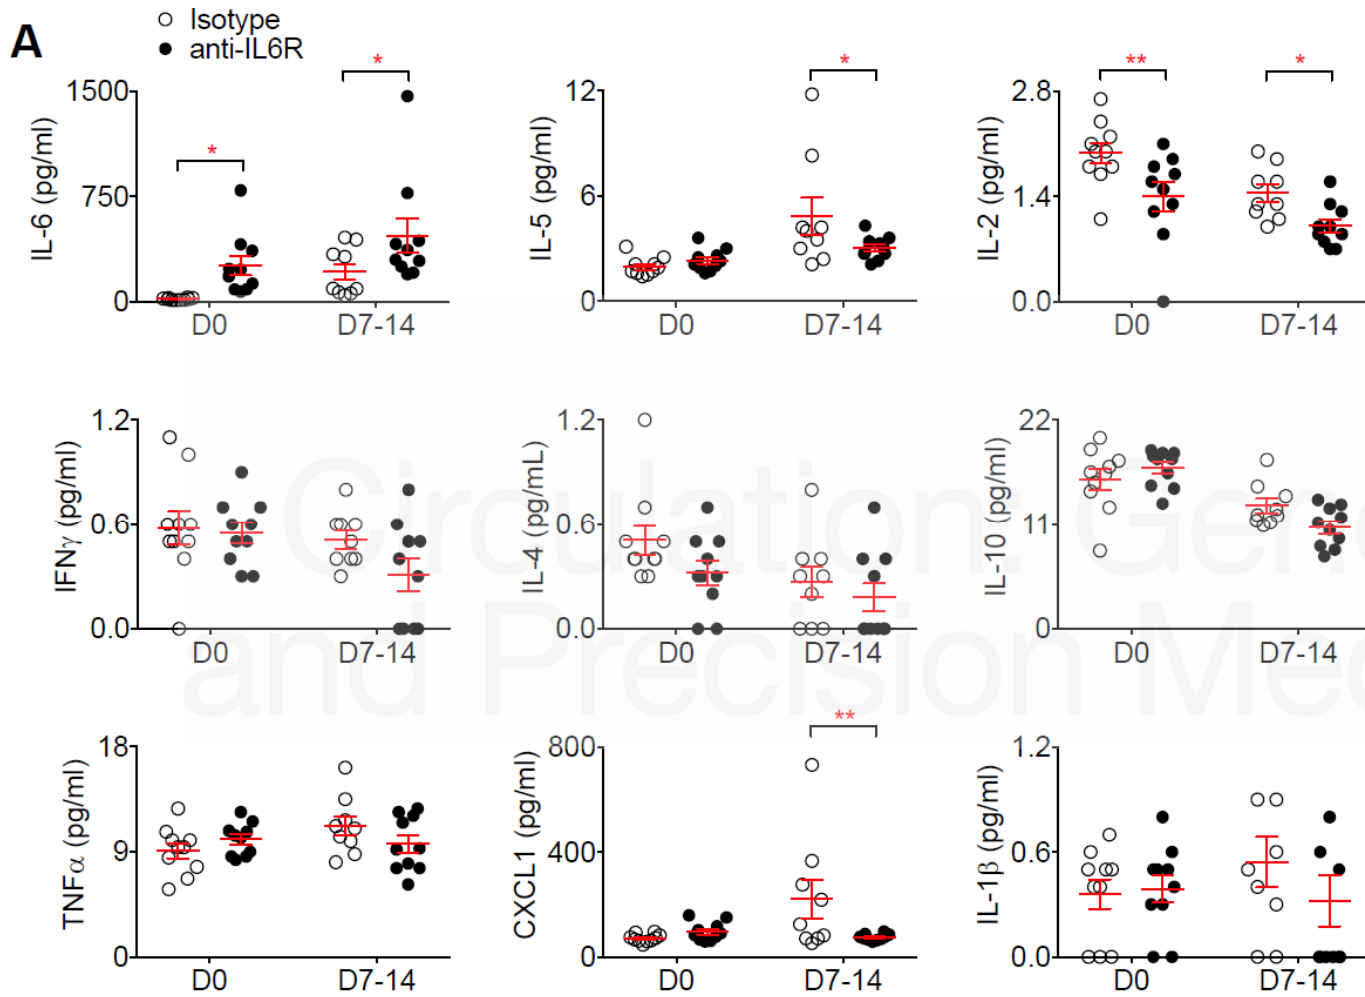 A
Isotype
anti-IL6R
IL-6 (pg/ml)
1500
750
0
*
*
D0
D7-14
IL-5 (pg/ml)
12
6
0
*
D0
D7-14
IL-2 (pg/ml)
2.8
1.4
0.0
**
*
D0
D7-14
IFNγ (pg/ml)
1.2
0.6
0.0
D0
D7-14
IL-4 (pg/mL)
1.2
0.6
0.0
D0
D7-14
IL-10 (pg/ml)
22
11
0
D0
D7-14
Circulation: Geno
and Precision Med
TNFα (pg/ml)
18
9
0
D0
D7-14
CXCL1 (pg/ml)
800
400
0
**
D0
D7-14
IL-1β (pg/ml)
1.2
0.6
0.0
D0
D7-14